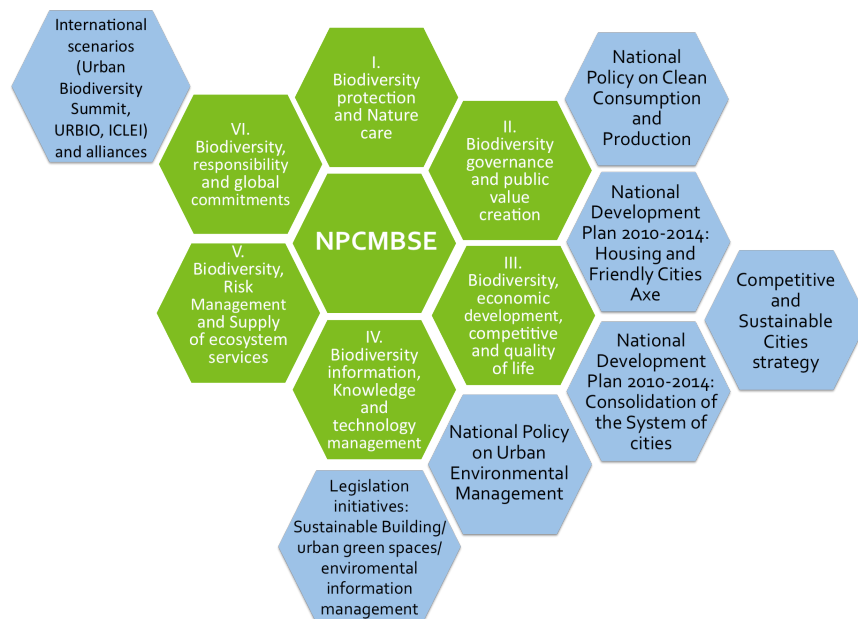 International
scenarios
(Urban
Biodiversity
Summit,
URBIO, ICLEI)
and alliances
I.
Biodiversity
protection
and Nature
care
National
Policy on Clean
Consumption
and
Production
VI.
Biodiversity,
responsibility
and global
commitments
II.
Biodiversity
governance
and public
value
creation
NPCMBSE
National
Development
Plan 2010-2014:
Housing and
Friendly Cities
Axe
V.
Biodiversity,
Risk
Management
and Supply
of ecosystem
services
III.
Biodiversity,
economic
development,
competitive
and quality
of life
Competitive
and
Sustainable
Cities
strategy
IV.
Biodiversity
information,
Knowledge
and
technology
management
National
Development
Plan 2010-2014:
Consolidation of
the System of
cities
National Policy
on Urban
Environmental
Management
Legislation
initiatives:
Sustainable Building/
urban green spaces/
enviromental
information
management